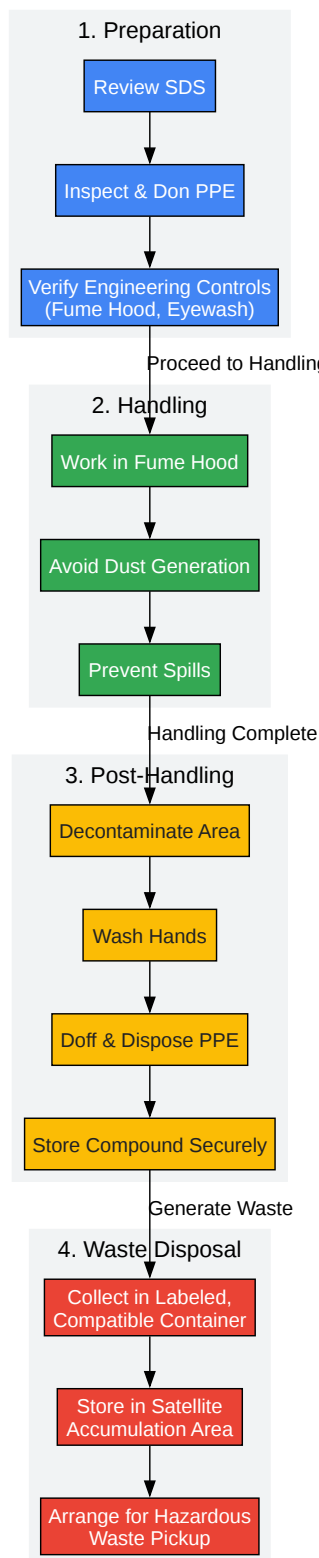 1. Preparation
Review SDS
Inspect & Don PPE
Verify Engineering Controls
(Fume Hood, Eyewash)
Proceed to Handling
2. Handling
Work in Fume Hood
Avoid Dust Generation
Prevent Spills
Handling Complete
3. Post-Handling
Decontaminate Area
Wash Hands
Doff & Dispose PPE
Store Compound Securely
Generate Waste
4. Waste Disposal
Collect in Labeled,
Compatible Container
Store in Satellite
Accumulation Area
Arrange for Hazardous
Waste Pickup